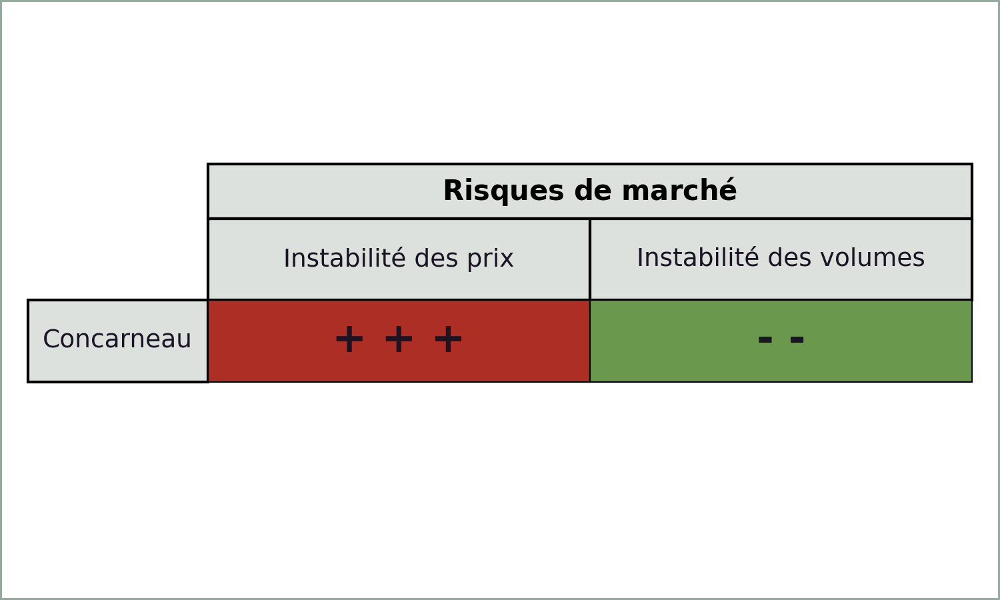 Risques de marché
Instabilité des prix
Instabilité des volumes
Concarneau
+ + +
- -